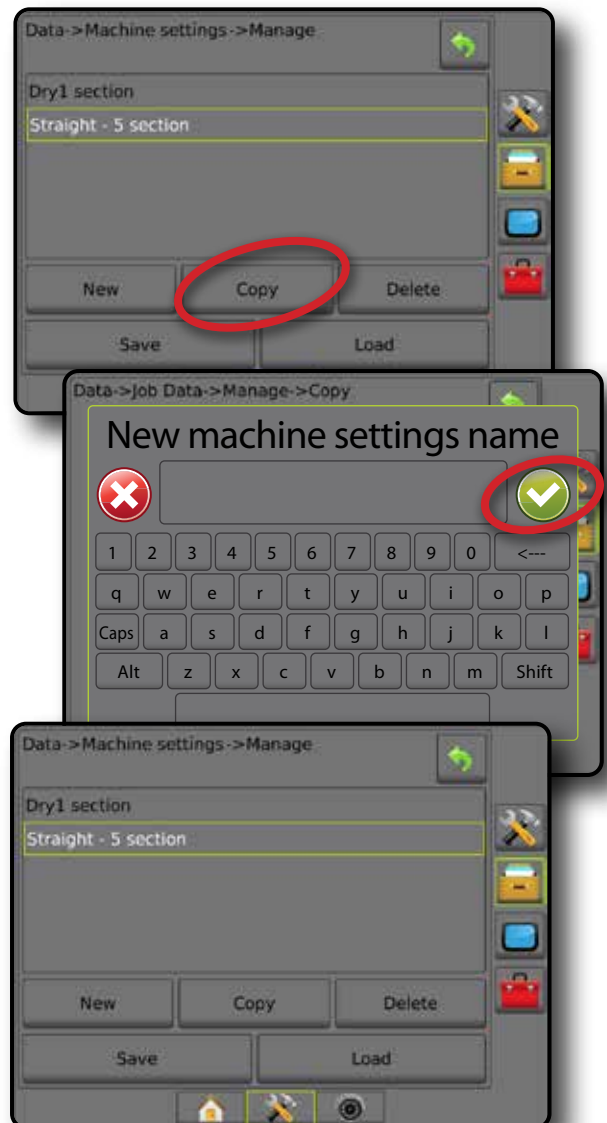 Data->Machine settings->Manage
Dry1 section
Straight - 5 section
New Copy Delete
Save Load
Data->Job Data->Manage->Copy
New machine settings name
1 2 3 4 5 6 7 8 9 0 <---
q w e r t y u i o p
Caps a s d f g h j k l
Alt z x c v b n m Shift
Data->Machine settings->Manage
Dry1 section
Straight - 5 section
New Copy Delete
Save Load